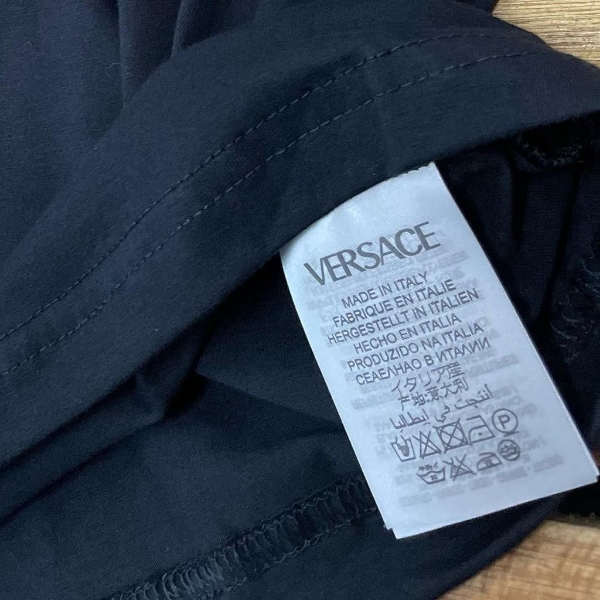 VERSACE
MADE IN ITALY
FABRIQUE EN ITALIE
HERGESTELLT IN ITALIEN
HECHO EN ITALIA
PRODUZIDO NA ITALIA
СЕАЕЛНАО В ИТАЛИИ
イタリア産
产地:意大利
أنتجت في إيطاليا
P